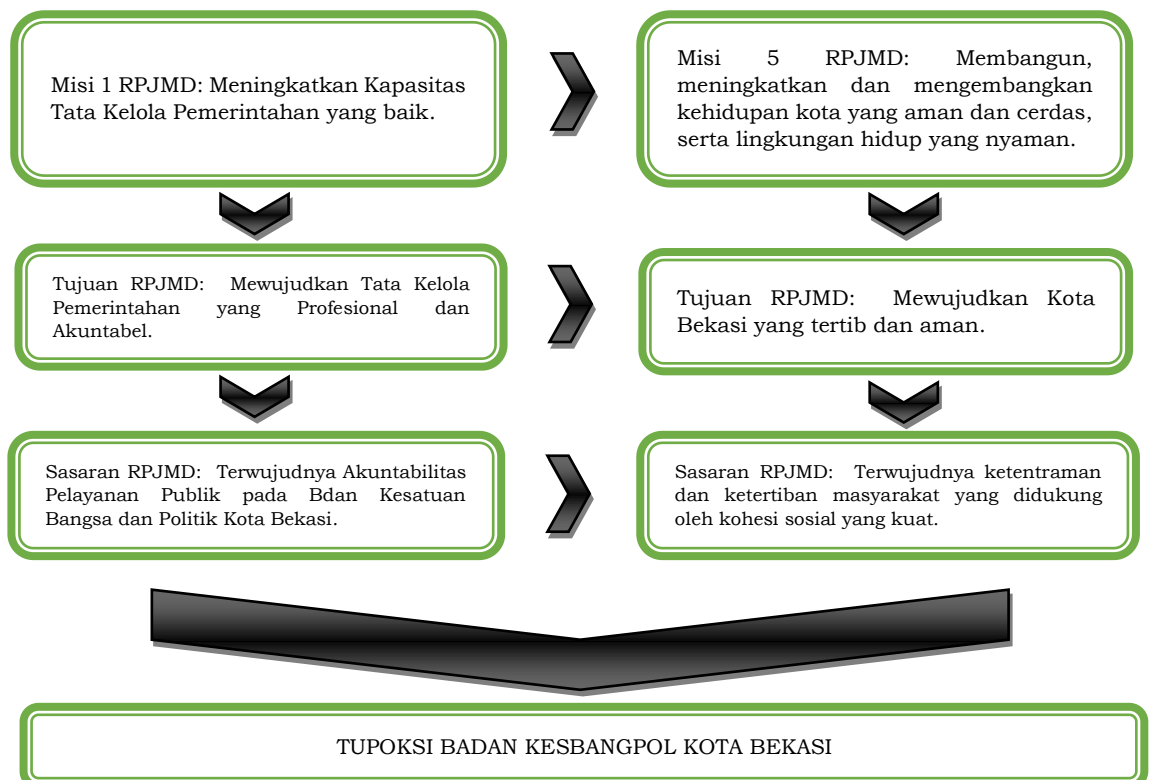 Misi 1 RPJMD: Meningkatkan Kapasitas
Tata Kelola Pemerintahan yang baik.
Misi 5 RPJMD: Membangun,
meningkatkan dan mengembangkan
kehidupan kota yang aman dan cerdas,
serta lingkungan hidup yang nyaman.
Tujuan RPJMD: Mewujudkan Tata Kelola
Pemerintahan yang Profesional dan
Akuntabel.
Tujuan RPJMD: Mewujudkan Kota
Bekasi yang tertib dan aman.
Sasaran RPJMD: Terwujudnya Akuntabilitas
Pelayanan Publik pada Bdan Kesatuan
Bangsa dan Politik Kota Bekasi.
Sasaran RPJMD: Terwujudnya ketentraman
dan ketertiban masyarakat yang didukung
oleh kohesi sosial yang kuat.
TUPOKSI BADAN KESBANGPOL KOTA BEKASI